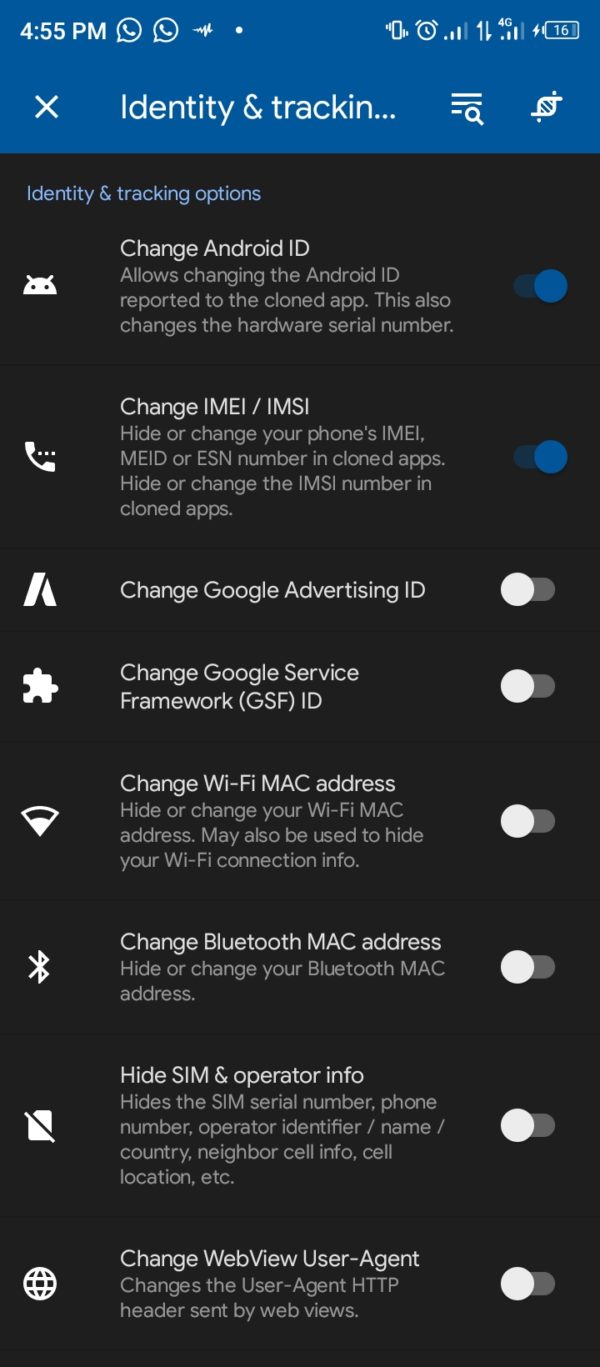 4:55 PM 4G 16
Identity & trackin...
Identity & tracking options
Change Android ID
Allows changing the Android ID
reported to the cloned app. This also
changes the hardware serial number.
Change IMEI / IMSI
Hide or change your phone's IMEI,
MEID or ESN number in cloned apps.
Hide or change the IMSI number in
cloned apps.
Change Google Advertising ID
Change Google Service
Framework (GSF) ID
Change Wi-Fi MAC address
Hide or change your Wi-Fi MAC
address. May also be used to hide
your Wi-Fi connection info.
Change Bluetooth MAC address
Hide or change your Bluetooth MAC
address.
Hide SIM & operator info
Hides the SIM serial number, phone
number, operator identifier / name /
country, neighbor cell info, cell
location, etc.
Change WebView User-Agent
Changes the User-Agent HTTP
header sent by web views.